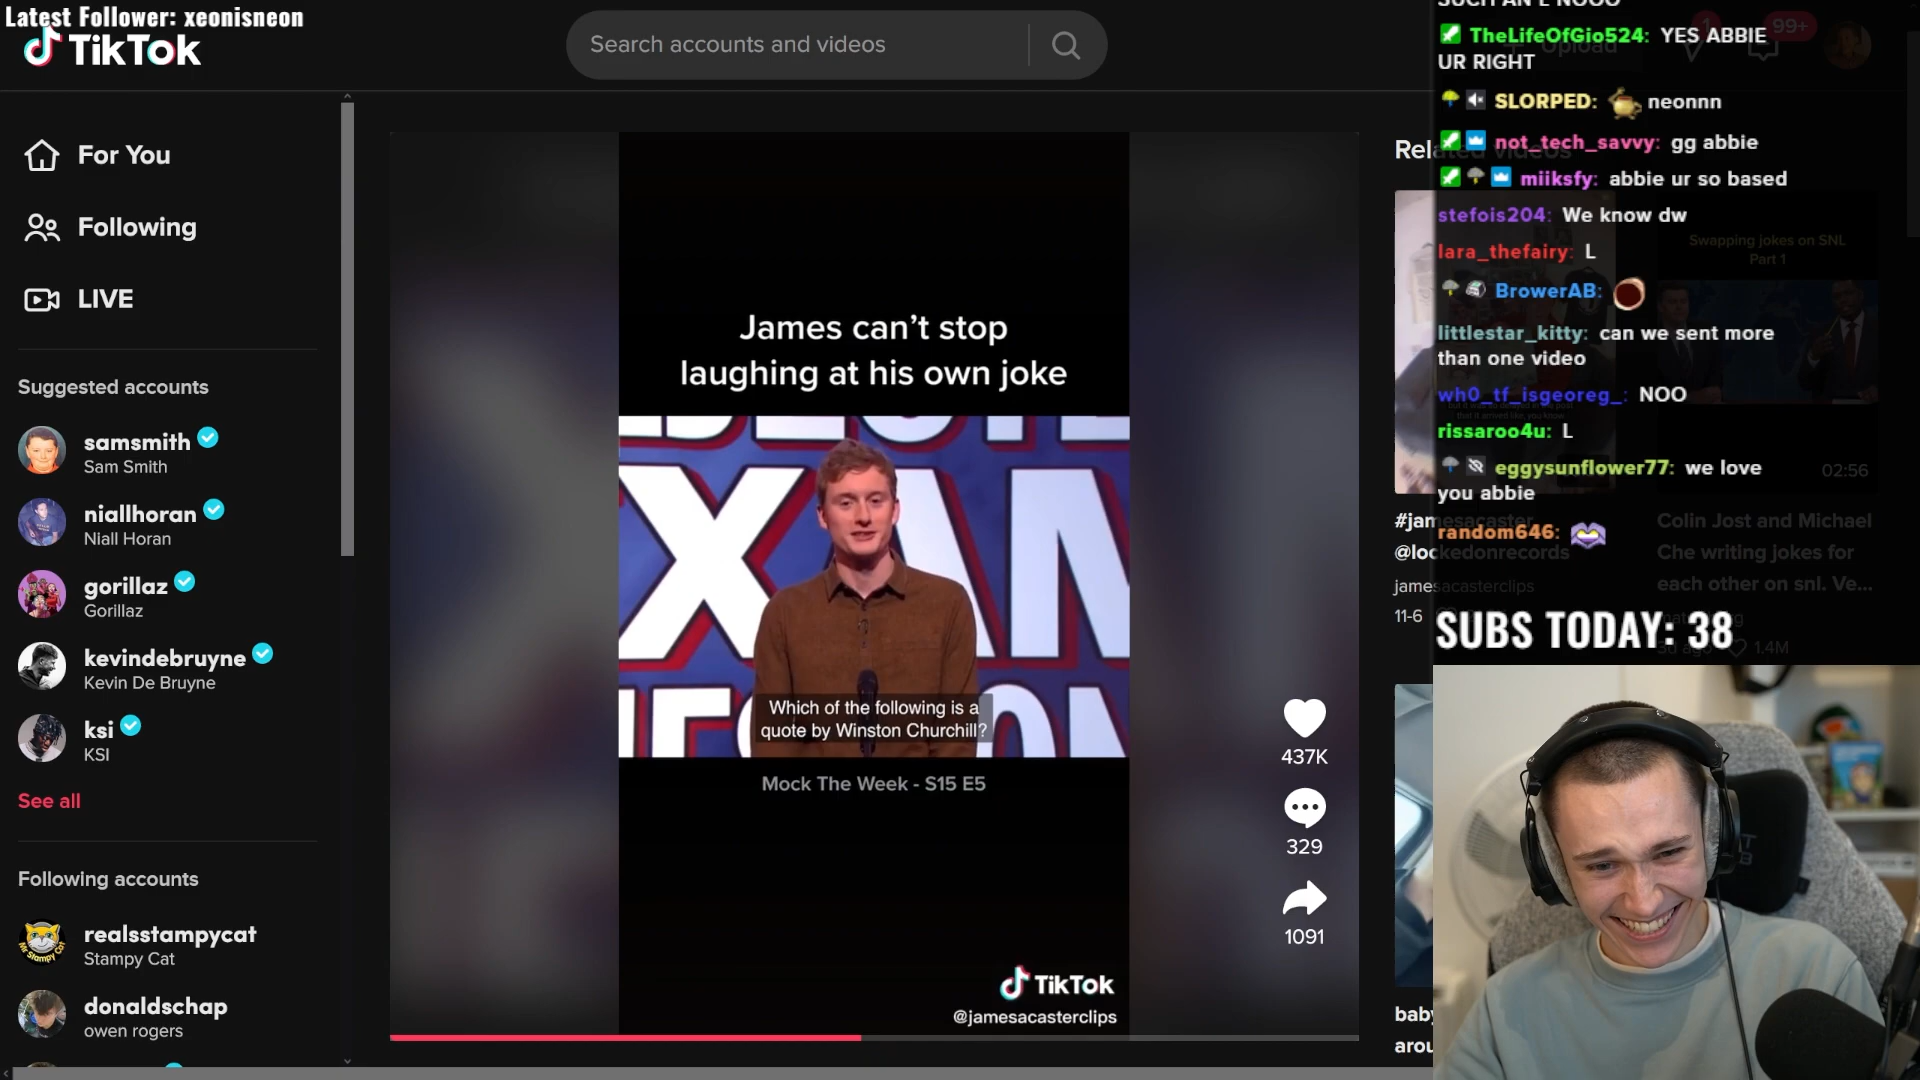 Latest Follower: xeonisneon
TikTok
Search accounts and videos
Upload
1
99+
For You
Following
LIVE
Suggested accounts
samsmith
Sam Smith
niallhoran
Niall Horan
gorillaz
Gorillaz
kevindebruyne
Kevin De Bruyne
ksi
KSI
See all
Following accounts
realsstampycat
Stampy Cat
donaldschap
owen rogers
James can't stop
laughing at his own joke
EXAM
Which of the following is a
quote by Winston Churchill?
Mock The Week - S15 E5
437K
329
1091
TikTok
@jamesacasterclips
Related videos
Swapping jokes on SNL
Part 1
02:56
#jamesacaster
@lockedonrecords
jamesacasterclips
11-6
Colin Jost and Michael
Che writing jokes for
each other on snl. Ve...
3d ago
1.4M
baby
arou
TheLifeOfGio524: YES ABBIE
UR RIGHT
SLORPED: neonnn
not_tech_savvy: gg abbie
miiksfy: abbie ur so based
stefois204: We know dw
lara_thefairy: L
BrowerAB:
littlestar_kitty: can we sent more
than one video
wh0_tf_isgeoreg_: NOO
rissaroo4u: L
eggysunflower77: we love
you abbie
random646:
SUBS TODAY: 38